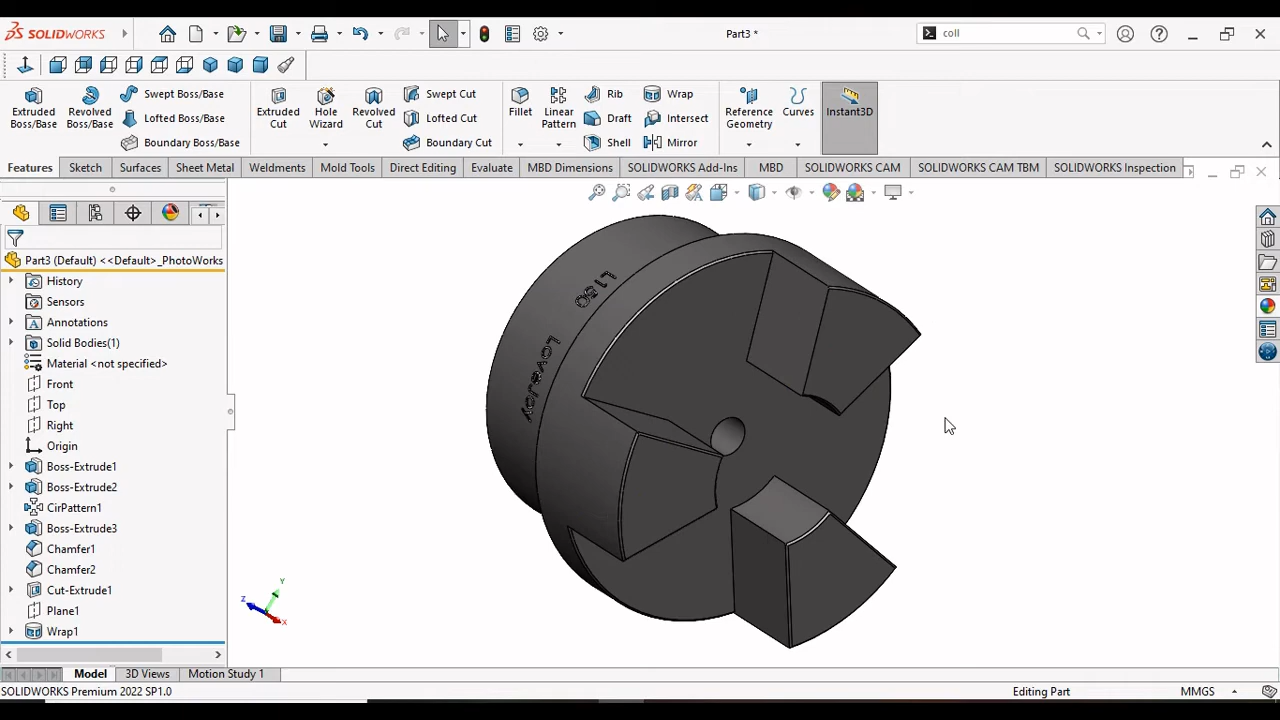 SOLIDWORKS
Part3 *
coll
Extruded Boss/Base
Revolved Boss/Base
Swept Boss/Base
Lofted Boss/Base
Boundary Boss/Base
Extruded Cut
Hole Wizard
Revolved Cut
Swept Cut
Lofted Cut
Boundary Cut
Fillet
Linear Pattern
Rib
Draft
Shell
Wrap
Intersect
Mirror
Reference Geometry
Curves
Instant3D
Features
Sketch
Surfaces
Sheet Metal
Weldments
Mold Tools
Direct Editing
Evaluate
MBD Dimensions
SOLIDWORKS Add-Ins
MBD
SOLIDWORKS CAM
SOLIDWORKS CAM TBM
SOLIDWORKS Inspection
Part3 (Default) <<Default>_PhotoWorks
History
Sensors
Annotations
Solid Bodies(1)
Material <not specified>
Front
Top
Right
Origin
Boss-Extrude1
Boss-Extrude2
CirPattern1
Boss-Extrude3
Chamfer1
Chamfer2
Cut-Extrude1
Plane1
Wrap1
L150
LoveJoy
Y
Z
X
Model
3D Views
Motion Study 1
SOLIDWORKS Premium 2022 SP1.0
Editing Part
MMGS